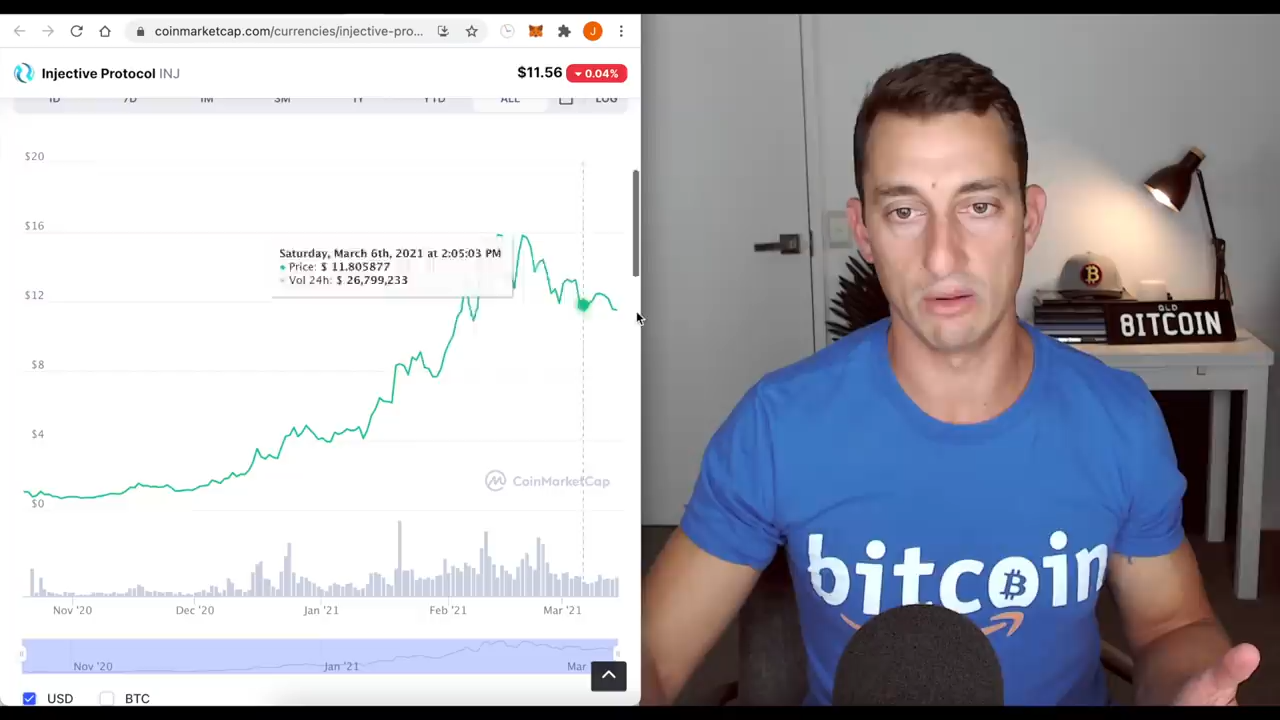 coinmarketcap.com/currencies/injective-pro...
J
Injective Protocol INJ
$11.56
0.04%
1D 7D 1M 3M 1Y YTD ALL LOG
$20
$16
$12
$8
$4
$0
Saturday, March 6th, 2021 at 2:05:03 PM
Price: $ 11.805877
Vol 24h: $ 26,799,233
CoinMarketCap
Nov '20 Dec '20 Jan '21 Feb '21 Mar '21
Nov '20 Jan '21 Mar
USD BTC
QLD
8ITCOIN
bitcoin